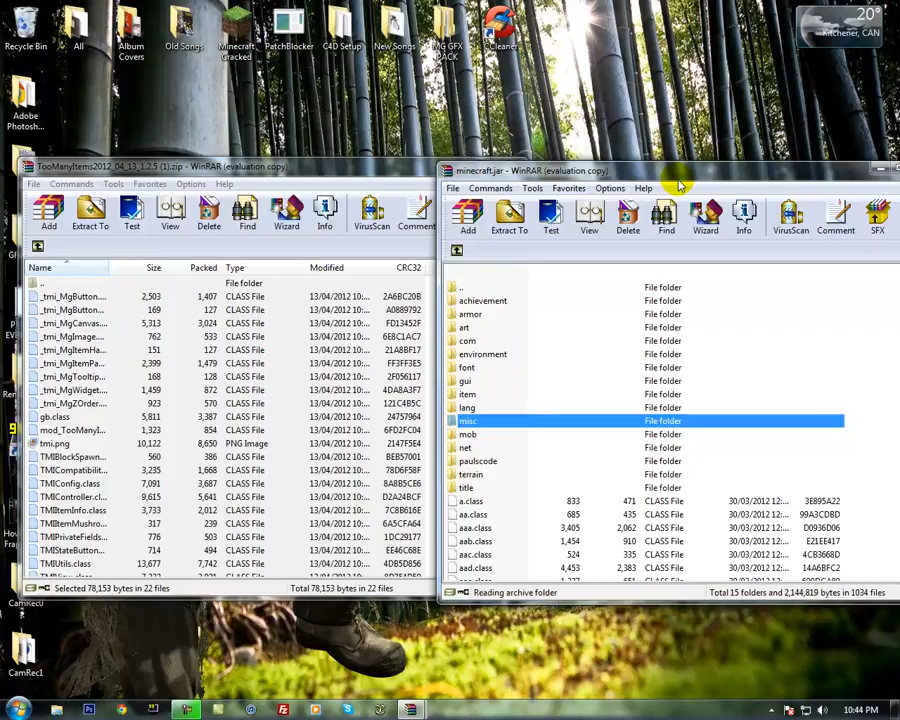 20°
Kitchener, CAN
Recycle Bin
All
Album Covers
Old Songs
Minecraft Cracked
PatchBlocker
C4D Setup
New Songs
MG GFX PACK
CCleaner
Adobe Photosh...
CamRec0
CamRec1
TooManyItems2012_04_13_1.2.5 (1).zip - WinRAR (evaluation copy)
File Commands Tools Favorites Options Help
Add Extract To Test View Delete Find Wizard Info VirusScan Comment
Name Size Packed Type Modified CRC32
.. File folder
_tmi_MgButton.... 2,503 1,407 CLASS File 13/04/2012 10:... 2A6BC20B
_tmi_MgButton... 169 127 CLASS File 13/04/2012 10:... A0889792
_tmi_MgCanvas.... 5,313 3,024 CLASS File 13/04/2012 10:... FD13452F
_tmi_MgImage.... 762 533 CLASS File 13/04/2012 10:... 6E8C1AC7
_tmi_MgItemHa... 151 127 CLASS File 13/04/2012 10:... 21A8BF17
_tmi_MgItemPa... 2,399 1,479 CLASS File 13/04/2012 10:... FF3FF3E5
_tmi_MgTooltip... 168 128 CLASS File 13/04/2012 10:... 2F056117
_tmi_MgWidget... 1,459 872 CLASS File 13/04/2012 10:... 4DA8A3F7
_tmi_MgZOrder.... 923 570 CLASS File 13/04/2012 10:... 121C4B5C
gb.class 5,811 3,387 CLASS File 13/04/2012 10:... 24757964
mod_TooManyI... 1,323 854 CLASS File 13/04/2012 10:... 6FD2FC04
tmi.png 10,122 8,650 PNG Image 13/04/2012 10:... 2147F5E4
TMIBlockSpawn... 560 386 CLASS File 13/04/2012 10:... BEE57001
TMICompatibilit... 3,235 1,668 CLASS File 13/04/2012 10:... 78D6F58F
TMIConfig.class 9,799 4,857 CLASS File 13/04/2012 10:... 8A8B5CE6
TMIController.cl... 9,615 5,641 CLASS File 13/04/2012 10:... D2A24BCF
TMIItemInfo.class 3,733 2,012 CLASS File 13/04/2012 10:... 7C8B616E
TMIItemMushro... 317 239 CLASS File 13/04/2012 10:... 6A5CFA64
TMIPrivateFields... 776 503 CLASS File 13/04/2012 10:... 1DC29177
TMIStateButton... 714 494 CLASS File 13/04/2012 10:... EE46C68E
TMIUtils.class 13,677 7,742 CLASS File 13/04/2012 10:... 4DB5D856
Selected 78,153 bytes in 22 files Total 78,153 bytes in 22 files
minecraft.jar - WinRAR (evaluation copy)
File Commands Tools Favorites Options Help
Add Extract To Test View Delete Find Wizard Info VirusScan Comment SFX
.. File folder
achievement File folder
armor File folder
art File folder
com File folder
environment File folder
font File folder
gui File folder
item File folder
lang File folder
misc File folder
mob File folder
net File folder
paulscode File folder
terrain File folder
title File folder
a.class 833 471 CLASS File 30/03/2012 12:... 3E895A22
aa.class 685 435 CLASS File 30/03/2012 12:... 99A3CDBD
aaa.class 3,405 2,062 CLASS File 30/03/2012 12:... D0936D06
aab.class 1,454 910 CLASS File 30/03/2012 12:... E21EE417
aac.class 524 335 CLASS File 30/03/2012 12:... 4CB3668D
aad.class 4,453 2,383 CLASS File 30/03/2012 12:... 14A6BFC2
Reading archive folder Total 15 folders and 2,144,819 bytes in 1034 files
10:44 PM